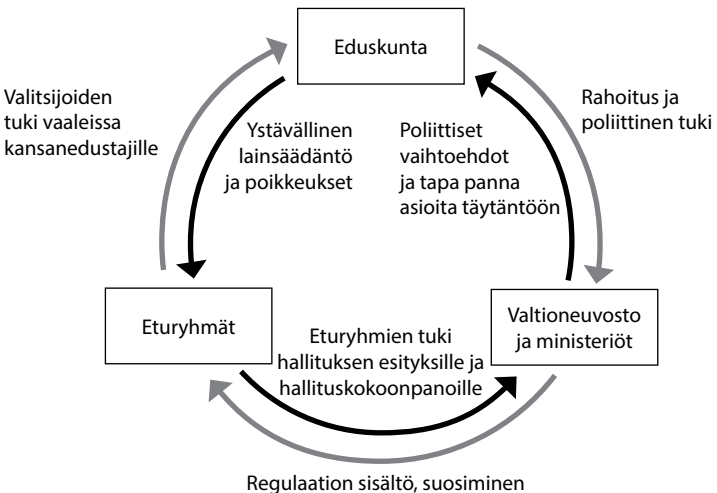 Eduskunta
Valitsijoiden
tuki vaaleissa
kansanedustajille
Ystävällinen
lainsäädäntö
ja poikkeukset
Poliittiset
vaihtoehdot
ja tapa panna
asioita täytäntöön
Rahoitus ja
poliittinen tuki
Eturyhmät
Valtioneuvosto
ja ministeriöt
Eturyhmien tuki
hallituksen esityksille ja
hallituskokoonpanoille
Regulaation sisältö, suosiminen